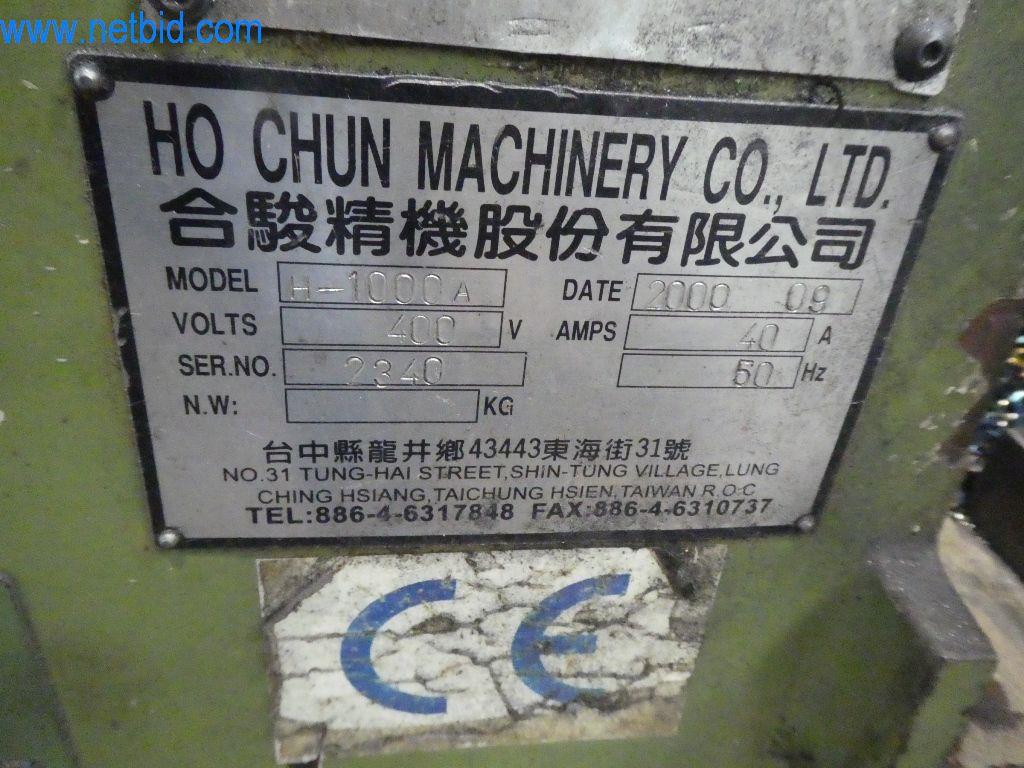 www.netbid.com
HO CHUN MACHINERY CO., LTD.
合駿精機股份有限公司
MODEL H-1000A DATE 2000 09
VOLTS 400 V AMPS 40 A
SER.NO. 2340 50 Hz
N.W: KG
台中縣龍井鄉43443東海街31號
NO.31 TUNG-HAI STREET,SHIN-TUNG VILLAGE,LUNG
CHING HSIANG,TAICHUNG HSIEN,TAIWAN R.O.C
TEL:886-4-6317848 FAX:886-4-6310737
CE